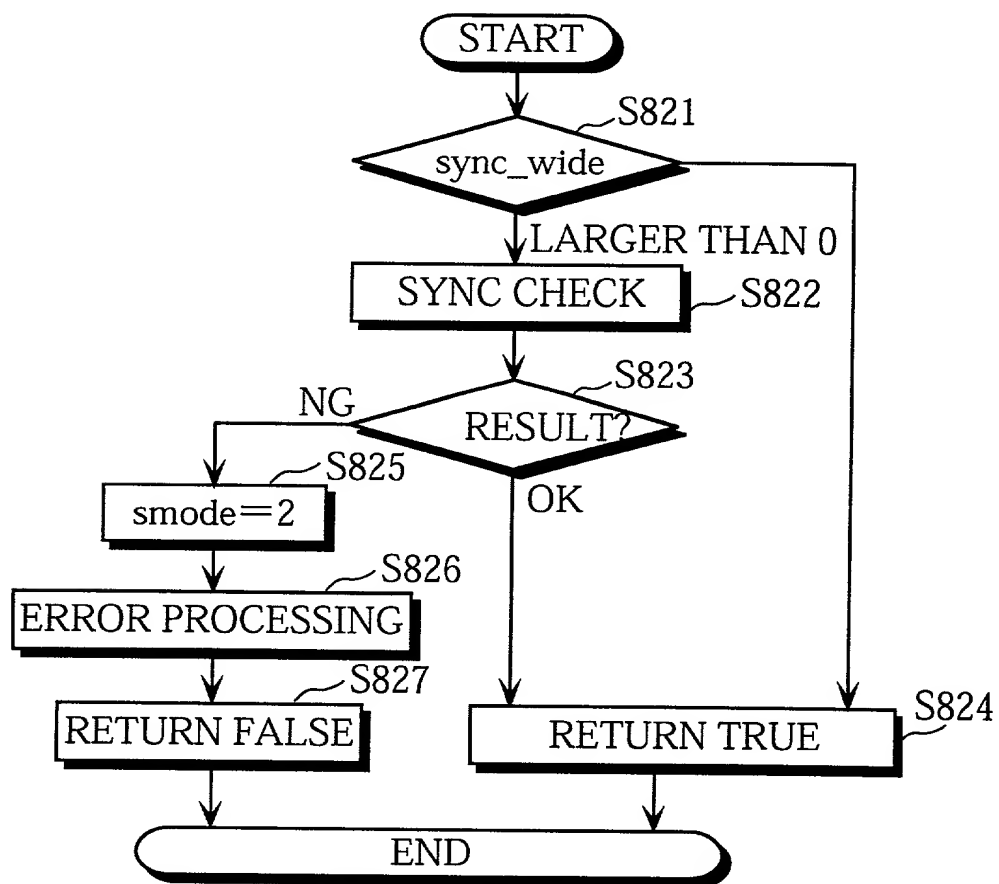 START
S821
sync_wide
LARGER THAN 0
SYNC CHECK
S822
S823
NG
RESULT?
S825
OK
smode=2
S826
ERROR PROCESSING
S827
RETURN FALSE
S824
RETURN TRUE
END